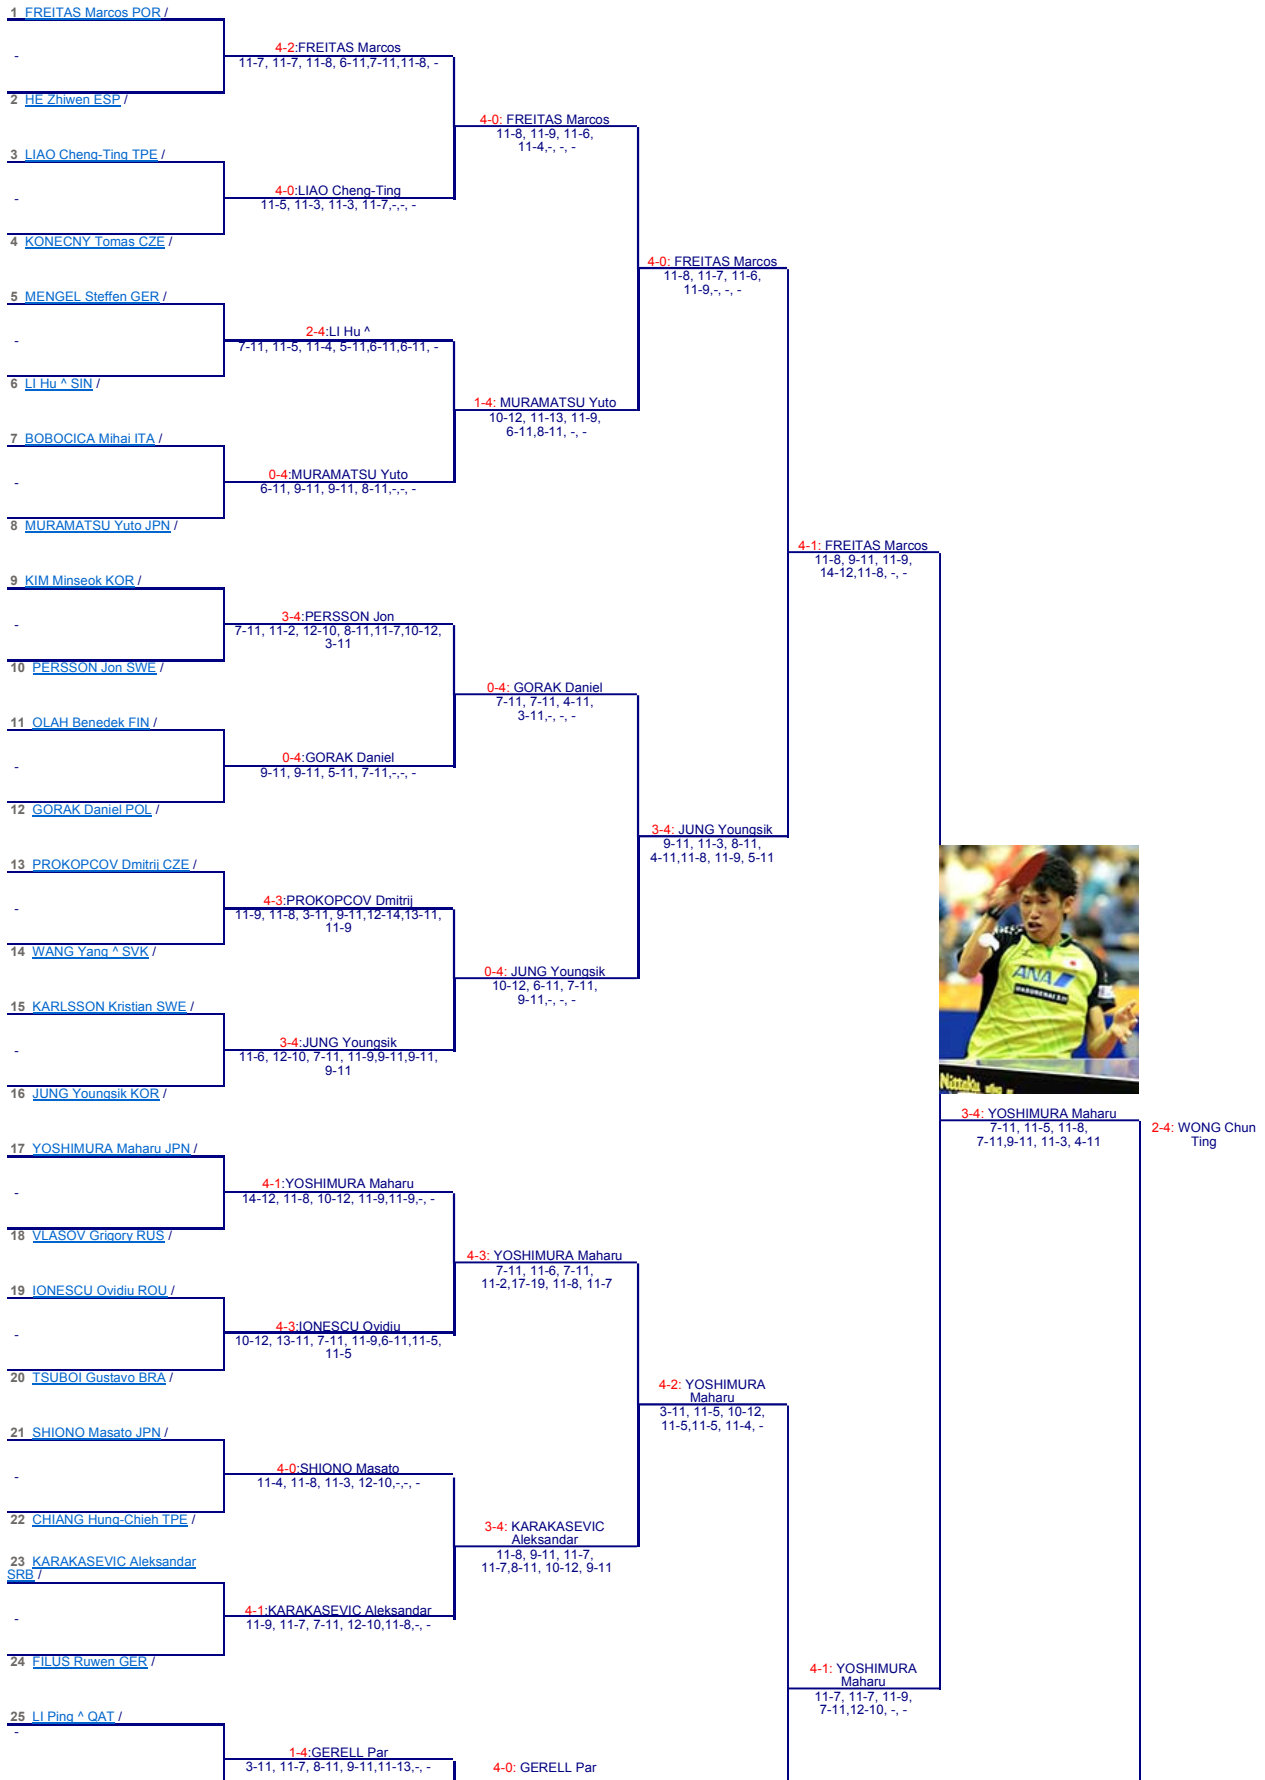 1 FREITAS Marcos POR /
-
4-2:FREITAS Marcos
11-7, 11-7, 11-8, 6-11,7-11,11-8, -
2 HE Zhiwen ESP /
4-0: FREITAS Marcos
11-8, 11-9, 11-6,
11-4,-, -, -
3 LIAO Cheng-Ting TPE /
-
4-0:LIAO Cheng-Ting
11-5, 11-3, 11-3, 11-7,-,-, -
4 KONECNY Tomas CZE /
4-0: FREITAS Marcos
11-8, 11-7, 11-6,
11-9,-, -, -
5 MENGEL Steffen GER /
-
2-4:LI Hu ^
7-11, 11-5, 11-4, 5-11,6-11,6-11, -
6 LI Hu ^ SIN /
1-4: MURAMATSU Yuto
10-12, 11-13, 11-9,
6-11,8-11, -, -
7 BOBOCICA Mihai ITA /
-
0-4:MURAMATSU Yuto
6-11, 9-11, 9-11, 8-11,-,-, -
8 MURAMATSU Yuto JPN /
4-1: FREITAS Marcos
11-8, 9-11, 11-9,
14-12,11-8, -, -
9 KIM Minseok KOR /
-
3-4:PERSSON Jon
7-11, 11-2, 12-10, 8-11,11-7,10-12,
3-11
10 PERSSON Jon SWE /
0-4: GORAK Daniel
7-11, 7-11, 4-11,
3-11,-, -, -
11 OLAH Benedek FIN /
-
0-4:GORAK Daniel
9-11, 9-11, 5-11, 7-11,-,-, -
12 GORAK Daniel POL /
3-4: JUNG Youngsik
9-11, 11-3, 8-11,
4-11,11-8, 11-9, 5-11
13 PROKOPCOV Dmitrij CZE /
-
4-3:PROKOPCOV Dmitrij
11-9, 11-8, 3-11, 9-11,12-14,13-11,
11-9
14 WANG Yang ^ SVK /
0-4: JUNG Youngsik
10-12, 6-11, 7-11,
9-11,-, -, -
15 KARLSSON Kristian SWE /
-
3-4:JUNG Youngsik
11-6, 12-10, 7-11, 11-9,9-11,9-11,
9-11
16 JUNG Youngsik KOR /
ANA
Nittaku
3-4: YOSHIMURA Maharu
7-11, 11-5, 11-8,
7-11,9-11, 11-3, 4-11
2-4: WONG Chun
Ting
17 YOSHIMURA Maharu JPN /
-
4-1:YOSHIMURA Maharu
14-12, 11-8, 10-12, 11-9,11-9,-, -
18 VLASOV Grigory RUS /
4-3: YOSHIMURA Maharu
7-11, 11-6, 7-11,
11-2,17-19, 11-8, 11-7
19 IONESCU Ovidiu ROU /
-
4-3:IONESCU Ovidiu
10-12, 13-11, 7-11, 11-9,6-11,11-5,
11-5
20 TSUBOI Gustavo BRA /
4-2: YOSHIMURA
Maharu
3-11, 11-5, 10-12,
11-5,11-5, 11-4, -
21 SHIONO Masato JPN /
-
4-0:SHIONO Masato
11-4, 11-8, 11-3, 12-10,-,-, -
22 CHIANG Hung-Chieh TPE /
3-4: KARAKASEVIC
Aleksandar
11-8, 9-11, 11-7,
11-7,8-11, 10-12, 9-11
23 KARAKASEVIC Aleksandar
SRB /
-
4-1:KARAKASEVIC Aleksandar
11-9, 11-7, 7-11, 12-10,11-8,-, -
24 FILUS Ruwen GER /
4-1: YOSHIMURA
Maharu
11-7, 11-7, 11-9,
7-11,12-10, -, -
25 LI Ping ^ QAT /
-
1-4:GERELL Par
3-11, 11-7, 8-11, 9-11,11-13,-, -
4-0: GERELL Par